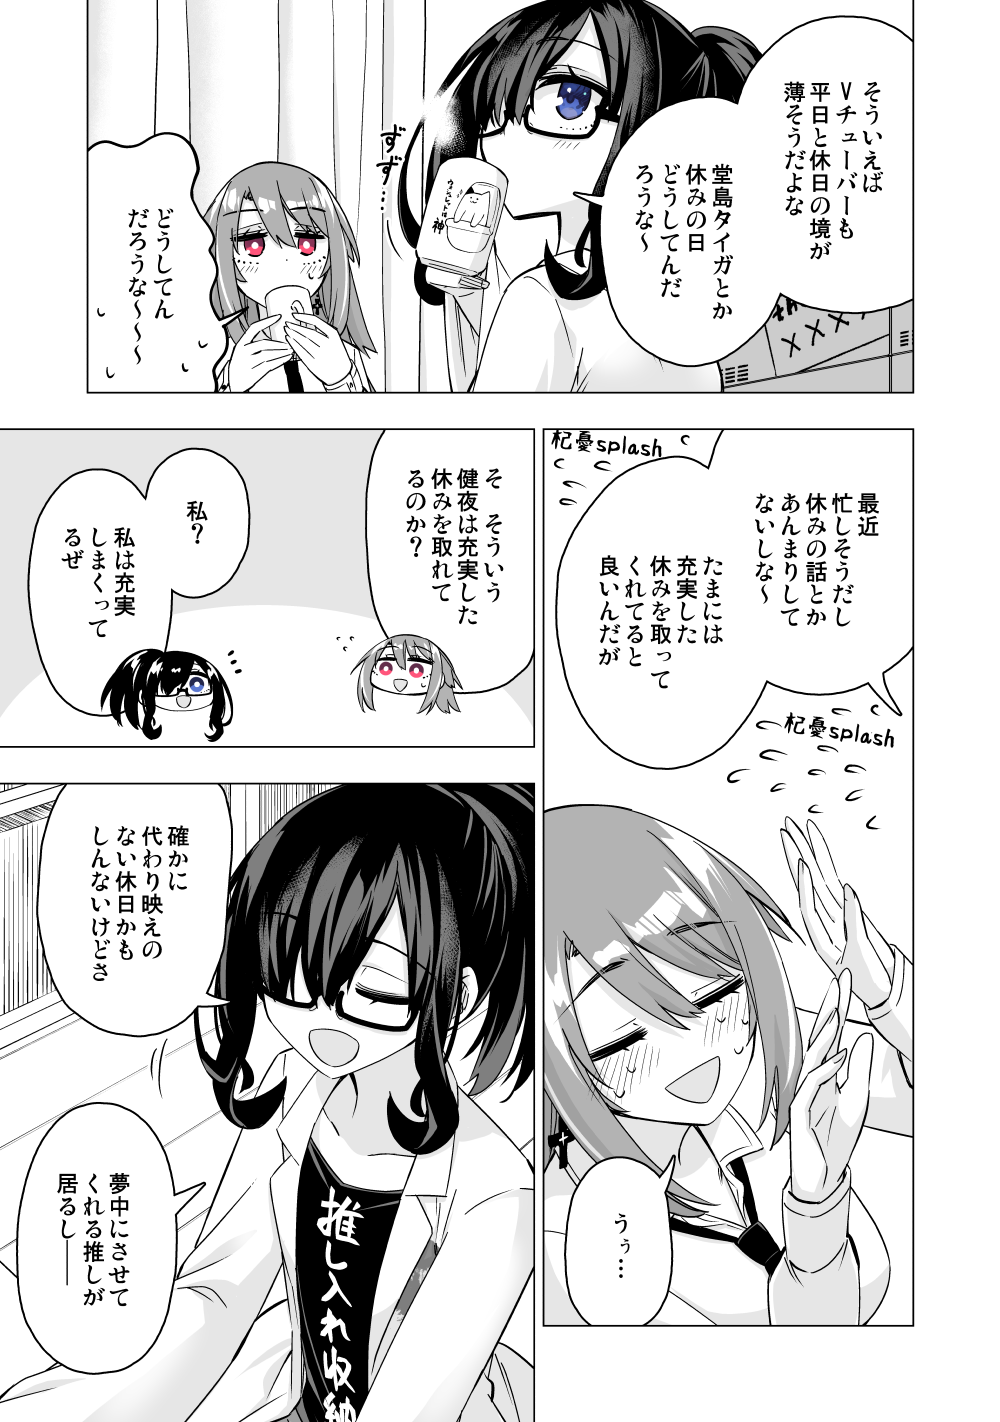 そういえば
Vチューバーも
平日と休日の境が
薄そうだよな
堂島タイガとか
休みの日
どうしてんだ
ろうな～
ずず…
神
どうしてん
だろうな～～～
杞憂splash
最近
忙しそうだし
休みの話とか
あんまりして
ないしな～
たまには
充実した
休みを取って
くれてると
良いんだが
杞憂splash
うぅ…
そ そういう
健夜は充実した
休みを取れて
るのか？
私？
私は充実
しまくって
るぜ
確かに
代わり映えの
ない休日かも
しんないけどさ
夢中にさせて
くれる推しが
居るし――
推し入れ収納